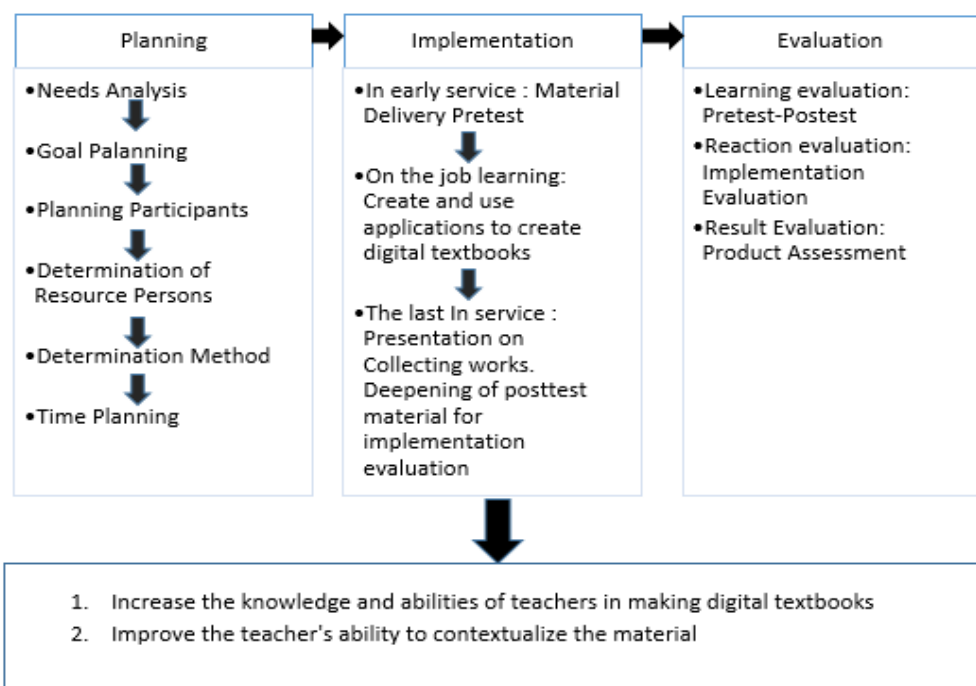 Planning
•Needs Analysis
•Goal Palanning
•Planning Participants
•Determination of
Resource Persons
•Determination Method
•Time Planning
Implementation
•In early service : Material
Delivery Pretest
•On the job learning:
Create and use
applications to create
digital textbooks
•The last In service :
Presentation on
Collecting works.
Deepening of posttest
material for
implementation
evaluation
Evaluation
•Learning evaluation:
Pretest-Postest
•Reaction evaluation:
Implementation
Evaluation
•Result Evaluation:
Product Assessment
1. Increase the knowledge and abilities of teachers in making digital textbooks
2. Improve the teacher's ability to contextualize the material